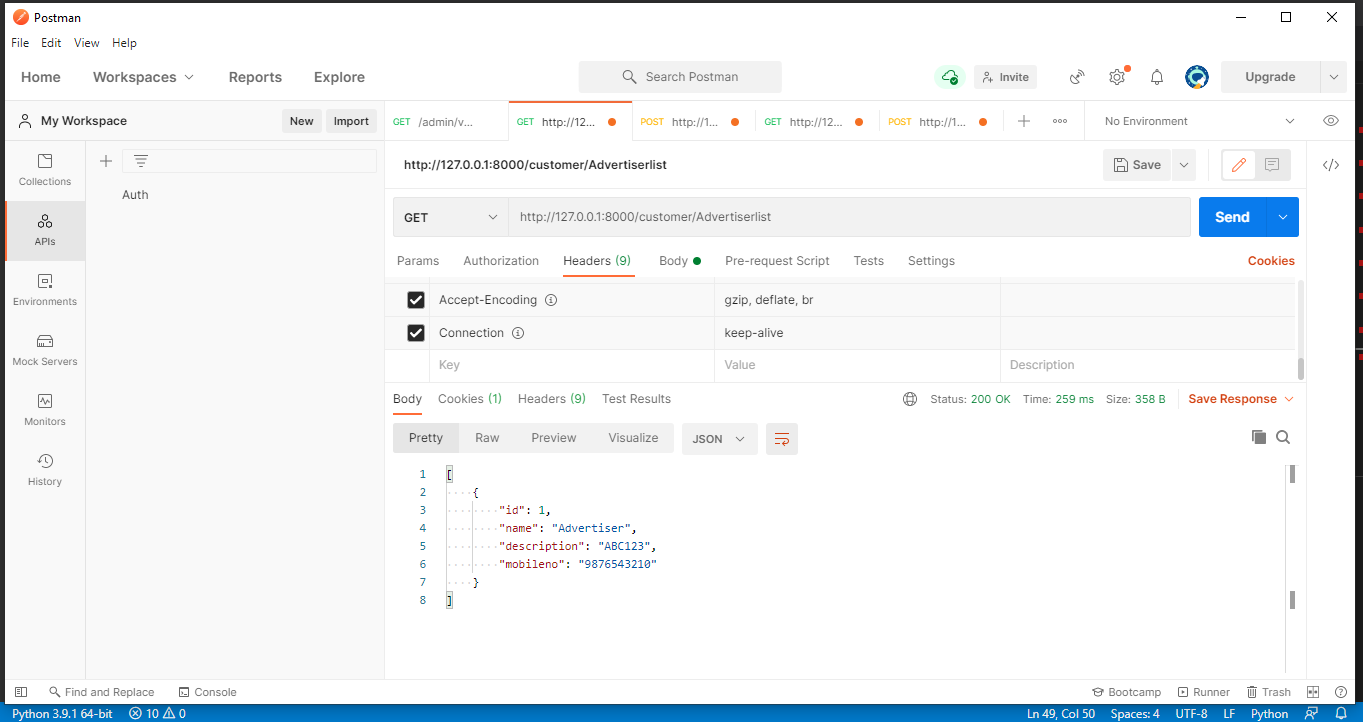 Postman
File Edit View Help
Home Workspaces Reports Explore Search Postman Invite Upgrade
My Workspace New Import GET /admin/v... GET http://12... POST http://1... GET http://12... POST http://1... No Environment
http://127.0.0.1:8000/customer/Advertiserlist Save
Collections
Auth
GET http://127.0.0.1:8000/customer/Advertiserlist Send
APIs
Params Authorization Headers (9) Body Pre-request Script Tests Settings Cookies
Accept-Encoding gzip, deflate, br
Environments
Connection keep-alive
Mock Servers
Key Value Description
Body Cookies (1) Headers (9) Test Results Status: 200 OK Time: 259 ms Size: 358 B Save Response
Monitors
Pretty Raw Preview Visualize JSON
History
1 [
2 {
3 "id": 1,
4 "name": "Advertiser",
5 "description": "ABC123",
6 "mobileno": "9876543210"
7 }
8 ]
Find and Replace Console Bootcamp Runner Trash
Python 3.9.1 64-bit 10 0 Ln 49, Col 50 Spaces: 4 UTF-8 LF Python